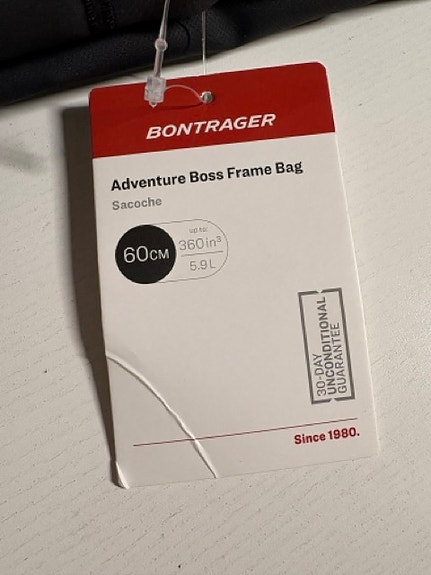 BONTRAGER
Adventure Boss Frame Bag
Sacoche
60CM
up to:
360in³
5.9L
30-DAY
UNCONDITIONAL
GUARANTEE
Since 1980.